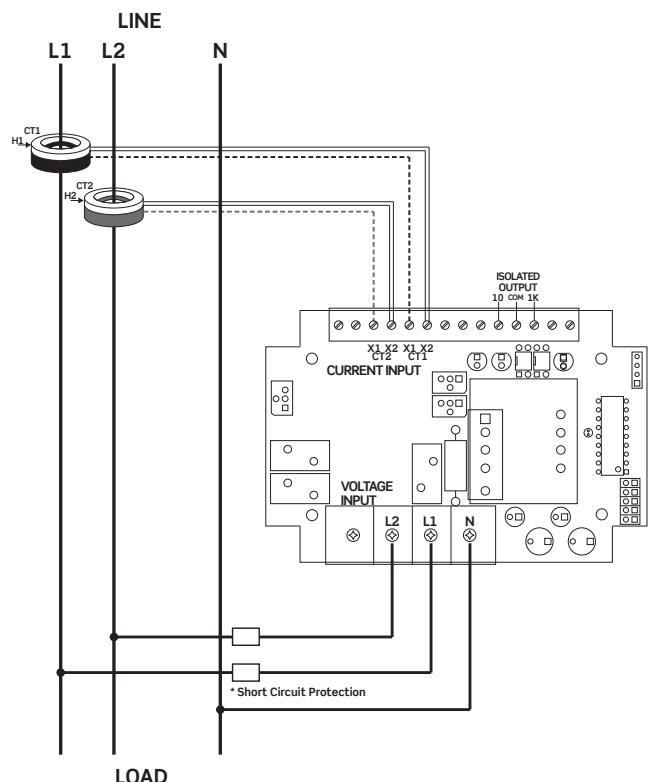 LINE
L1 L2 N
CT1
H1
CT2
H2
ISOLATED
OUTPUT
10 COM 1K
X1 X2 X1 X2
CT2 CT1
CURRENT INPUT
VOLTAGE
INPUT
L2 L1 N
* Short Circuit Protection
LOAD